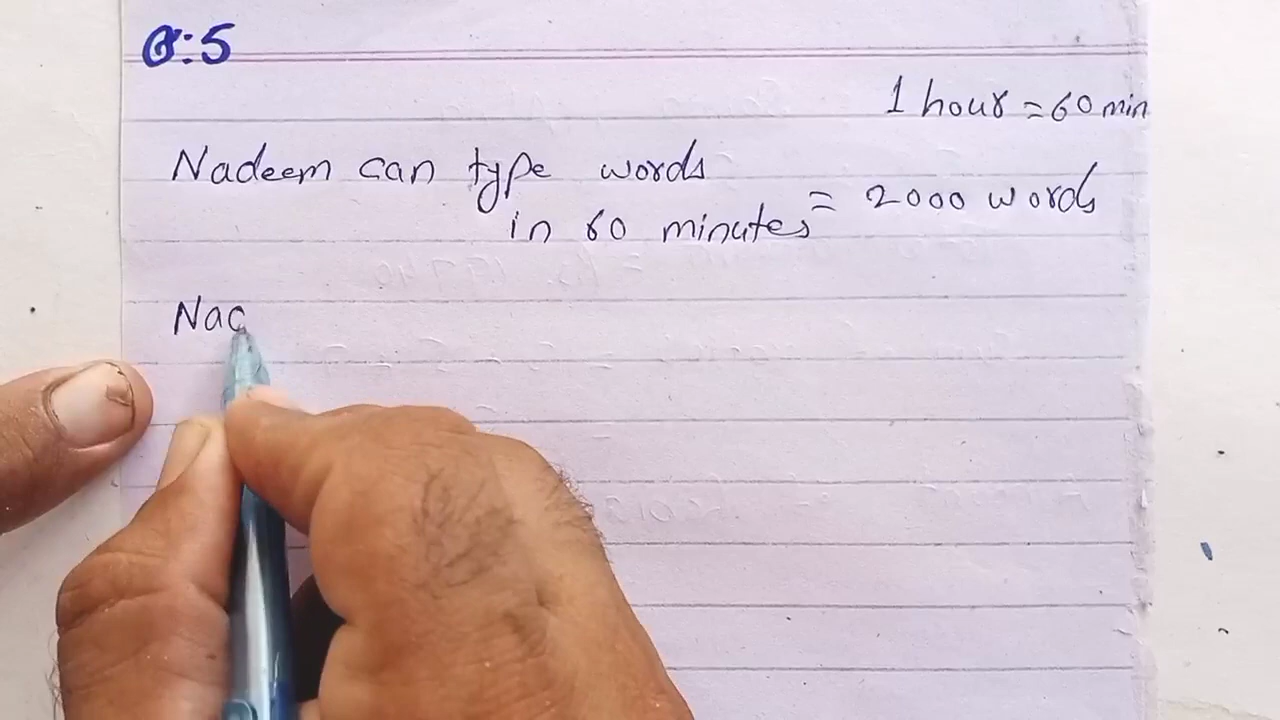 Q:5
1 hour = 60 min
Nadeem can type words
in 60 minutes = 2000 words
Nac